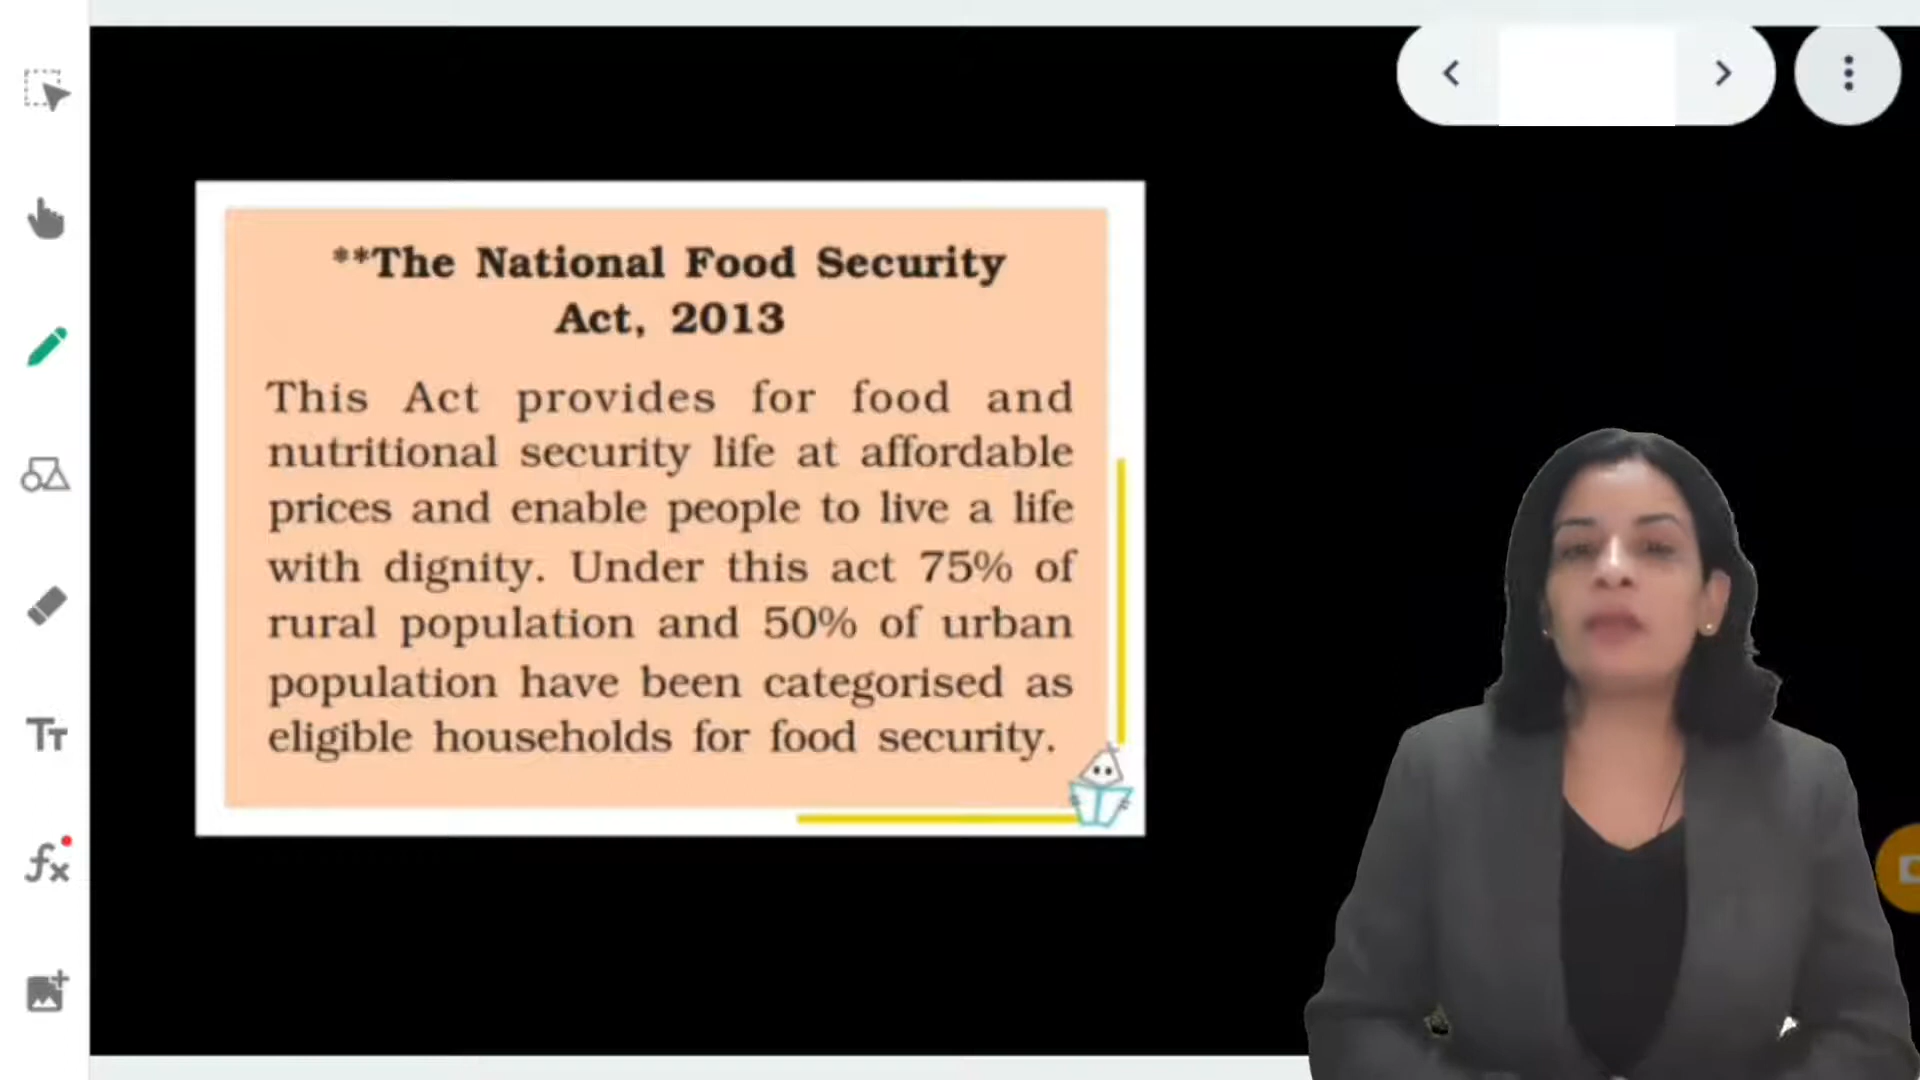 **The National Food Security
Act, 2013
This Act provides for food and
nutritional security life at affordable
prices and enable people to live a life
with dignity. Under this act 75% of
rural population and 50% of urban
population have been categorised as
eligible households for food security.
Tт
fx